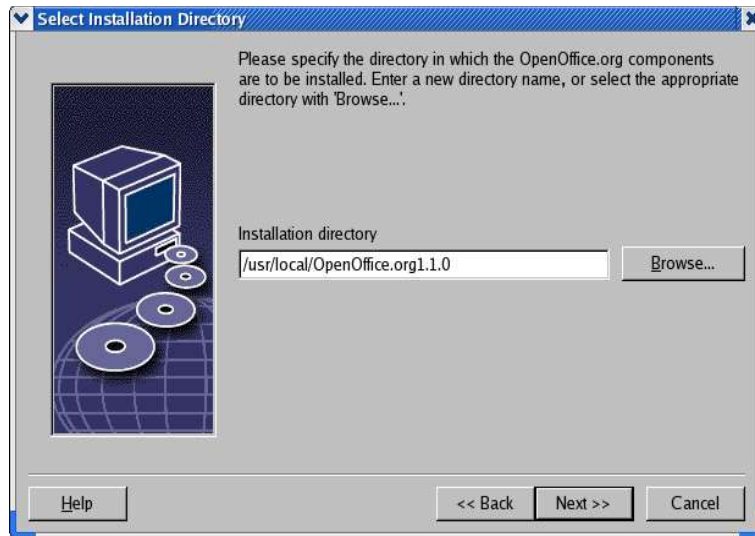 Select Installation Directory
Please specify the directory in which the OpenOffice.org components
are to be installed. Enter a new directory name, or select the appropriate
directory with 'Browse...'.
Installation directory
/usr/local/OpenOffice.org1.1.0
Browse...
Help
<< Back
Next >>
Cancel